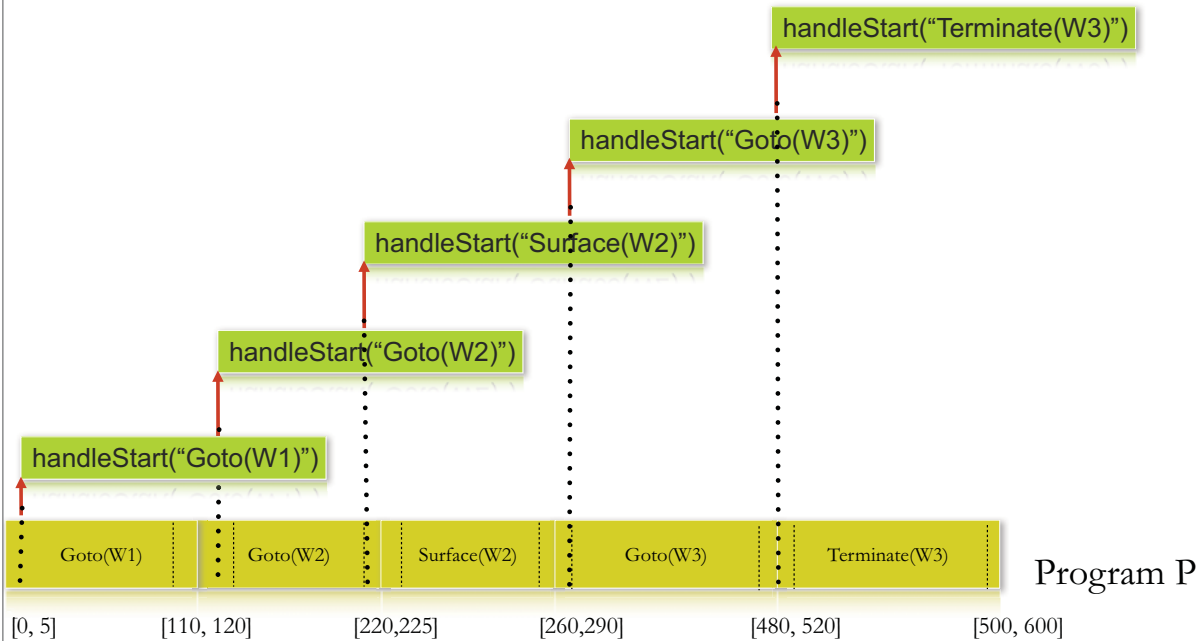 handleStart(“Terminate(W3)”)
handleStart(“Goto(W3)”)
handleStart(“Surface(W2)”)
handleStart(“Goto(W2)”)
handleStart(“Goto(W1)”)
Goto(W1)
Goto(W2)
Surface(W2)
Goto(W3)
Terminate(W3)
Program P
[0, 5]
[110, 120]
[220,225]
[260,290]
[480, 520]
[500, 600]